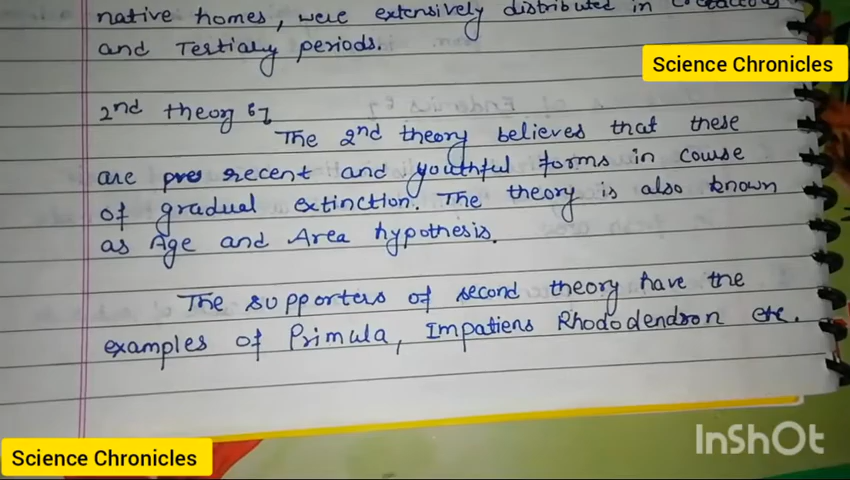 native homes, were extensively distributed in Cretaceous
and Tertiary periods.
Science Chronicles
2nd theory
The 2nd theory believes that these
are recent and youthful forms in course
of gradual extinction. The theory is also known
as Age and Area hypothesis.
The supporters of second theory have the
examples of Primula, Impatiens Rhododendron etc.
InShOt
Science Chronicles